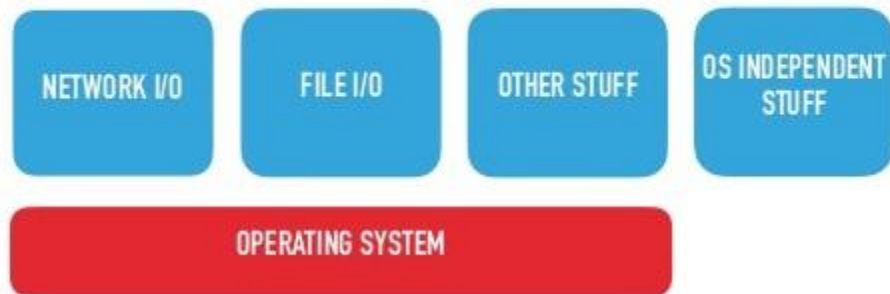 NETWORK I/O
FILE I/O
OTHER STUFF
OS INDEPENDENT
STUFF
OPERATING SYSTEM